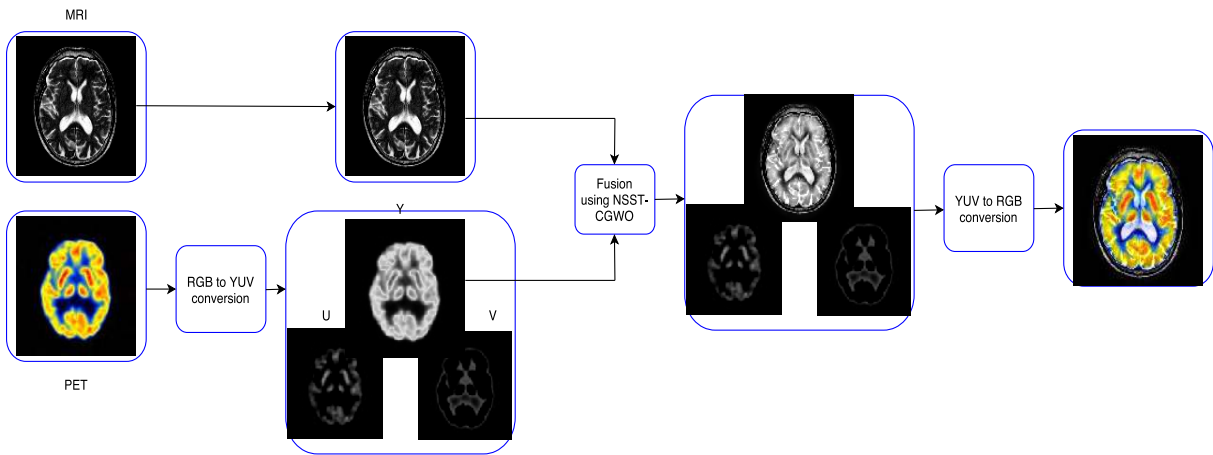 MRI
PET
RGB to YUV
conversion
Y
U
V
Fusion
using NSST-
CGWO
YUV to RGB
conversion